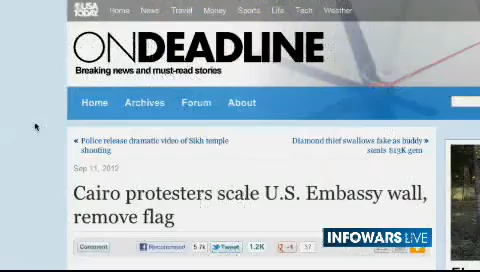 USA TODAY Home News Travel Money Sports Life Tech Weather
ONDEADLINE
Breaking news and must-read stories
Home Archives Forum About
« Police release dramatic video of Sikh temple shooting
Diamond thief swallows fake as buddy » steals $13K gem
Sep 11, 2012
Cairo protesters scale U.S. Embassy wall,
remove flag
Comment Recommend 5.7k Tweet 1.2K +1 37
INFOWARS LIVE